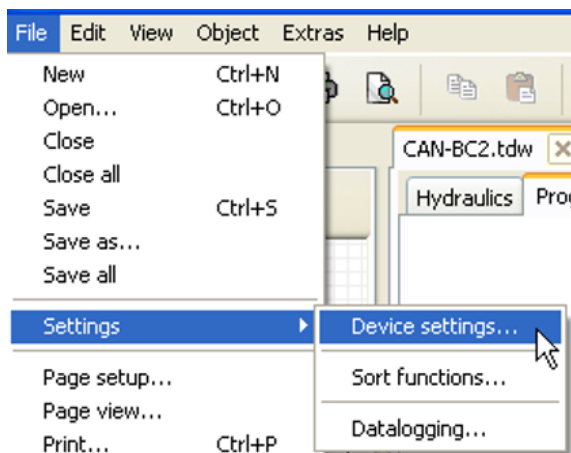 File Edit View Object Extras Help
New Ctrl+N
Open... Ctrl+O
Close
Close all
Save Ctrl+S
Save as...
Save all
Settings
Page setup...
Page view...
Print... Ctrl+P
CAN-BC2.tdw
Hydraulics
Device settings...
Sort functions...
Datalogging...